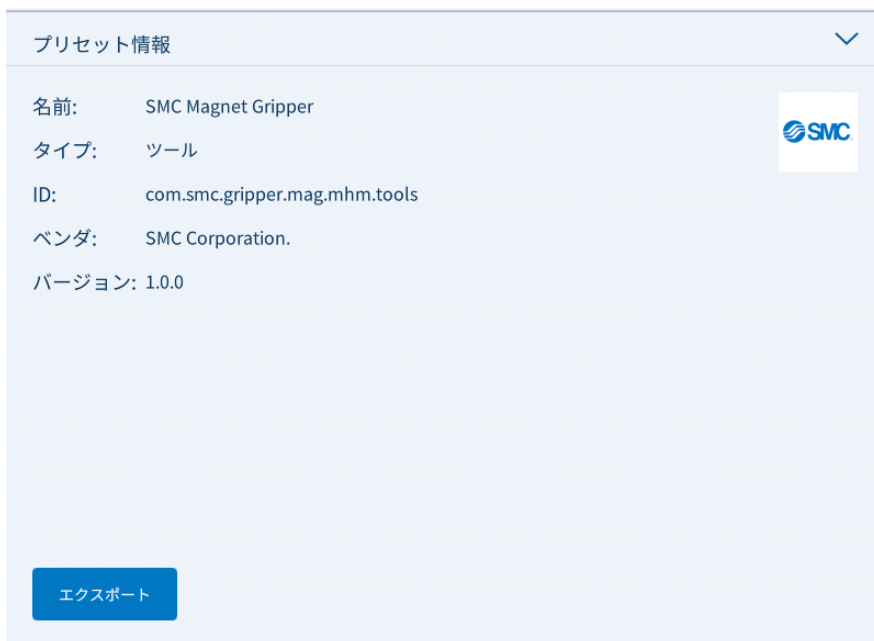 プリセット情報
名前: SMC Magnet Gripper
SMC
タイプ: ツール
ID: com.smc.gripper.mag.mhm.tools
ベンダ: SMC Corporation.
バージョン: 1.0.0
エクスポート